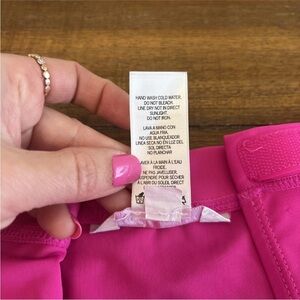 HAND WASH COLD WATER.
DO NOT BLEACH.
LINE DRY NOT IN DIRECT
SUNLIGHT.
DO NOT IRON.
LAVA A MANO CON
AGUA FRIA.
NO USE BLANQUEADOR
LINEA SECA NO EN LUZ DEL
SOL DIRECTA
NO PLANCHAR
LAVER À LA MAIN À L'EAU
FROIDE.
NE PAS JAVELLISER.
SUSPENDRE POUR SÉCHER
À L'ABRI DU SOLEIL DIRECT